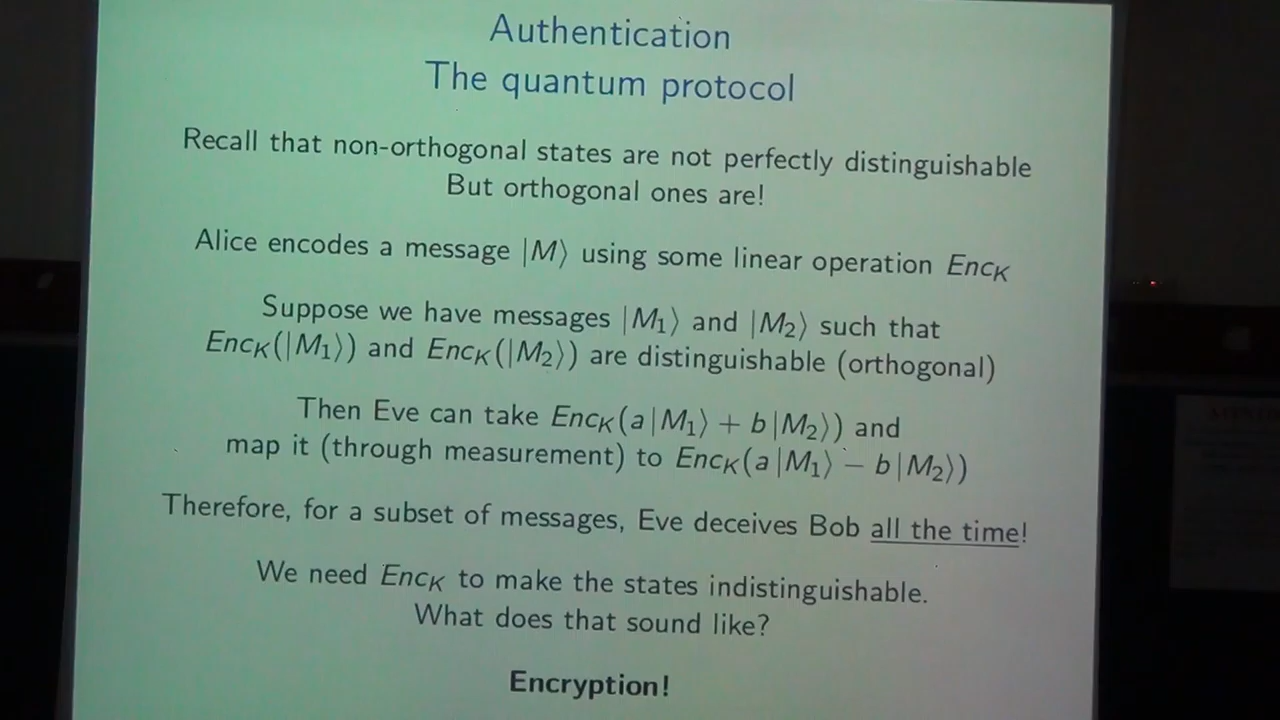 Authentication
The quantum protocol
Recall that non-orthogonal states are not perfectly distinguishable
But orthogonal ones are!
Alice encodes a message |M⟩ using some linear operation Enc_K
Suppose we have messages |M₁⟩ and |M₂⟩ such that
Enc_K(|M₁⟩) and Enc_K(|M₂⟩) are distinguishable (orthogonal)
Then Eve can take Enc_K(a|M₁⟩ + b|M₂⟩) and
map it (through measurement) to Enc_K(a|M₁⟩ − b|M₂⟩)
Therefore, for a subset of messages, Eve deceives Bob all the time!
We need Enc_K to make the states indistinguishable.
What does that sound like?
Encryption!